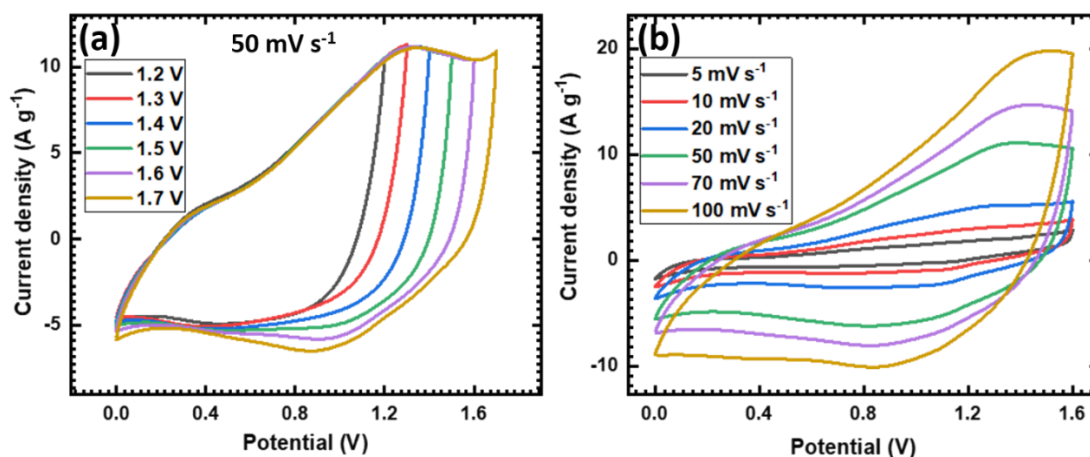 (a)
50 mV s⁻¹
1.2 V
1.3 V
1.4 V
1.5 V
1.6 V
1.7 V
Current density (A g⁻¹)
10
5
0
-5
0.0 0.4 0.8 1.2 1.6
Potential (V)
(b)
5 mV s⁻¹
10 mV s⁻¹
20 mV s⁻¹
50 mV s⁻¹
70 mV s⁻¹
100 mV s⁻¹
Current density (A g⁻¹)
20
10
0
-10
0.0 0.4 0.8 1.2 1.6
Potential (V)